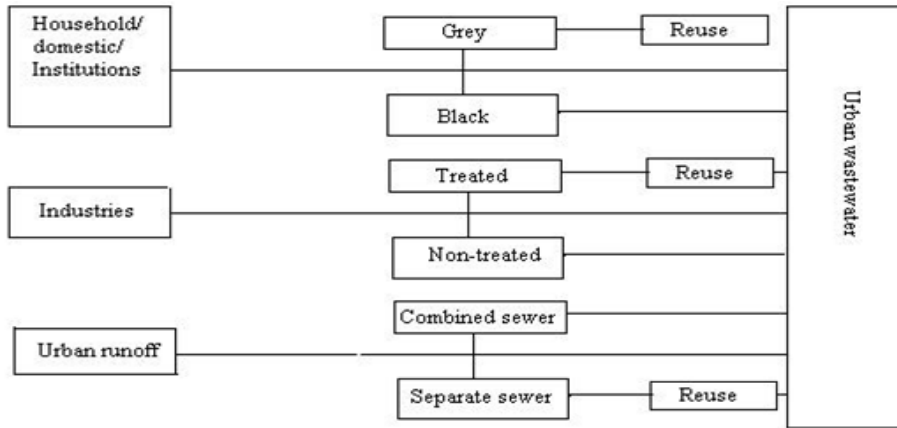 Household/
domestic/
Institutions
Grey
Reuse
Black
Treated
Reuse
Industries
Non-treated
Combined sewer
Urban runoff
Separate sewer
Reuse
Urban wastewater